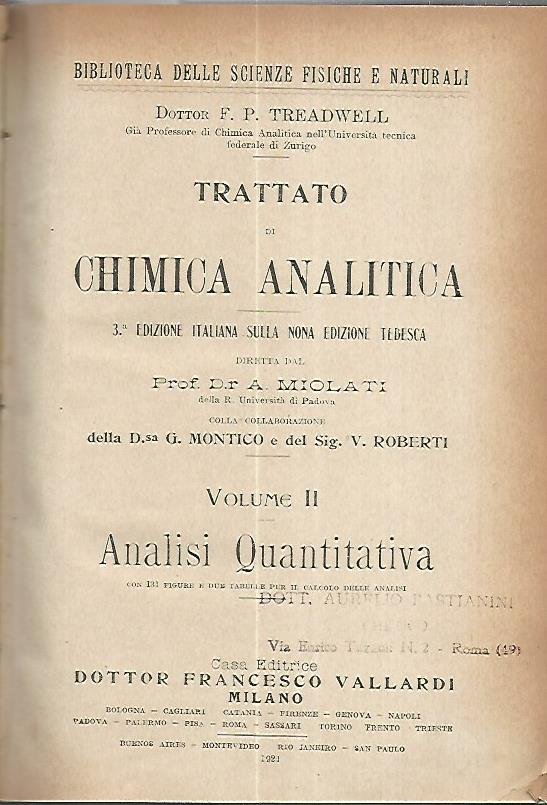 BIBLIOTECA DELLE SCIENZE FISICHE E NATURALI
DOTTOR F. P. TREADWELL
Già Professore di Chimica Analitica nell'Università tecnica
federale di Zurigo
TRATTATO
DI
CHIMICA ANALITICA
3.ª EDIZIONE ITALIANA SULLA NONA EDIZIONE TEDESCA
DIRETTA DAL
Prof. D.r A. MIOLATI
della R. Università di Padova
COLLA COLLABORAZIONE
della D.sa G. MONTICO e del Sig. V. ROBERTI
VOLUME II
Analisi Quantitativa
CON 131 FIGURE E DUE TABELLE PER IL CALCOLO DELLE ANALISI
DOTT. AURELIO BASTIANINI
Via Enrico N. 2 - Roma (49)
Casa Editrice
DOTTOR FRANCESCO VALLARDI
MILANO
BOLOGNA – CAGLIARI CATANIA – FIRENZE – GENOVA – NAPOLI
PADOVA – PALERMO – PISA – ROMA – SASSARI TORINO TRENTO TRIESTE
BUENOS AIRES – MONTEVIDEO RIO JANEIRO – SAN PAULO
1921